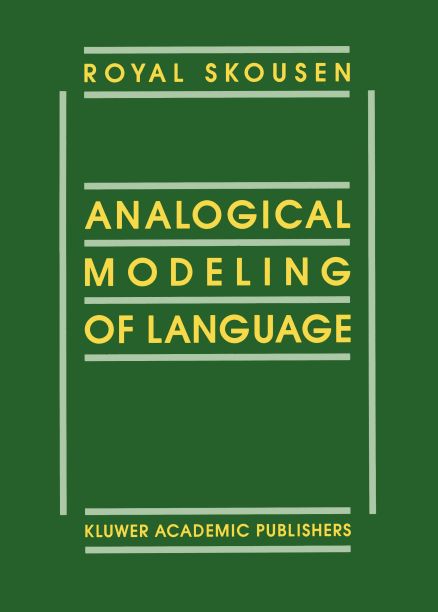 ROYAL SKOUSEN
ANALOGICAL
MODELING
OF LANGUAGE
KLUWER ACADEMIC PUBLISHERS